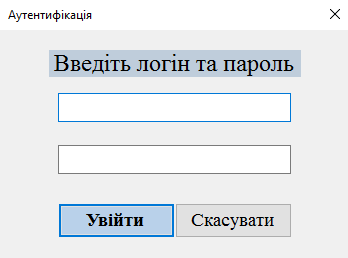 Аутентифікація
Введіть логін та пароль
Увійти
Скасувати